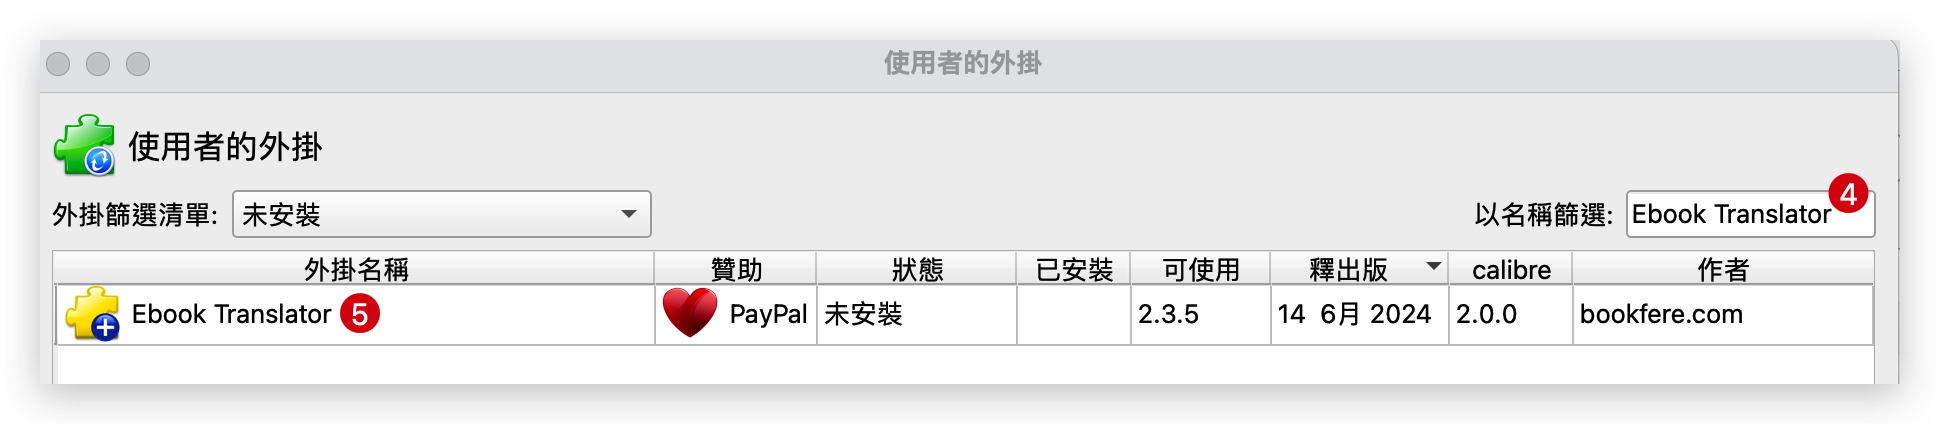 使用者的外掛
使用者的外掛
外掛篩選清單: 未安裝 以名稱篩選: Ebook Translator 4
外掛名稱 贊助 狀態 已安裝 可使用 釋出版 calibre 作者
Ebook Translator 5 PayPal 未安裝 2.3.5 14 6月 2024 2.0.0 bookfere.com